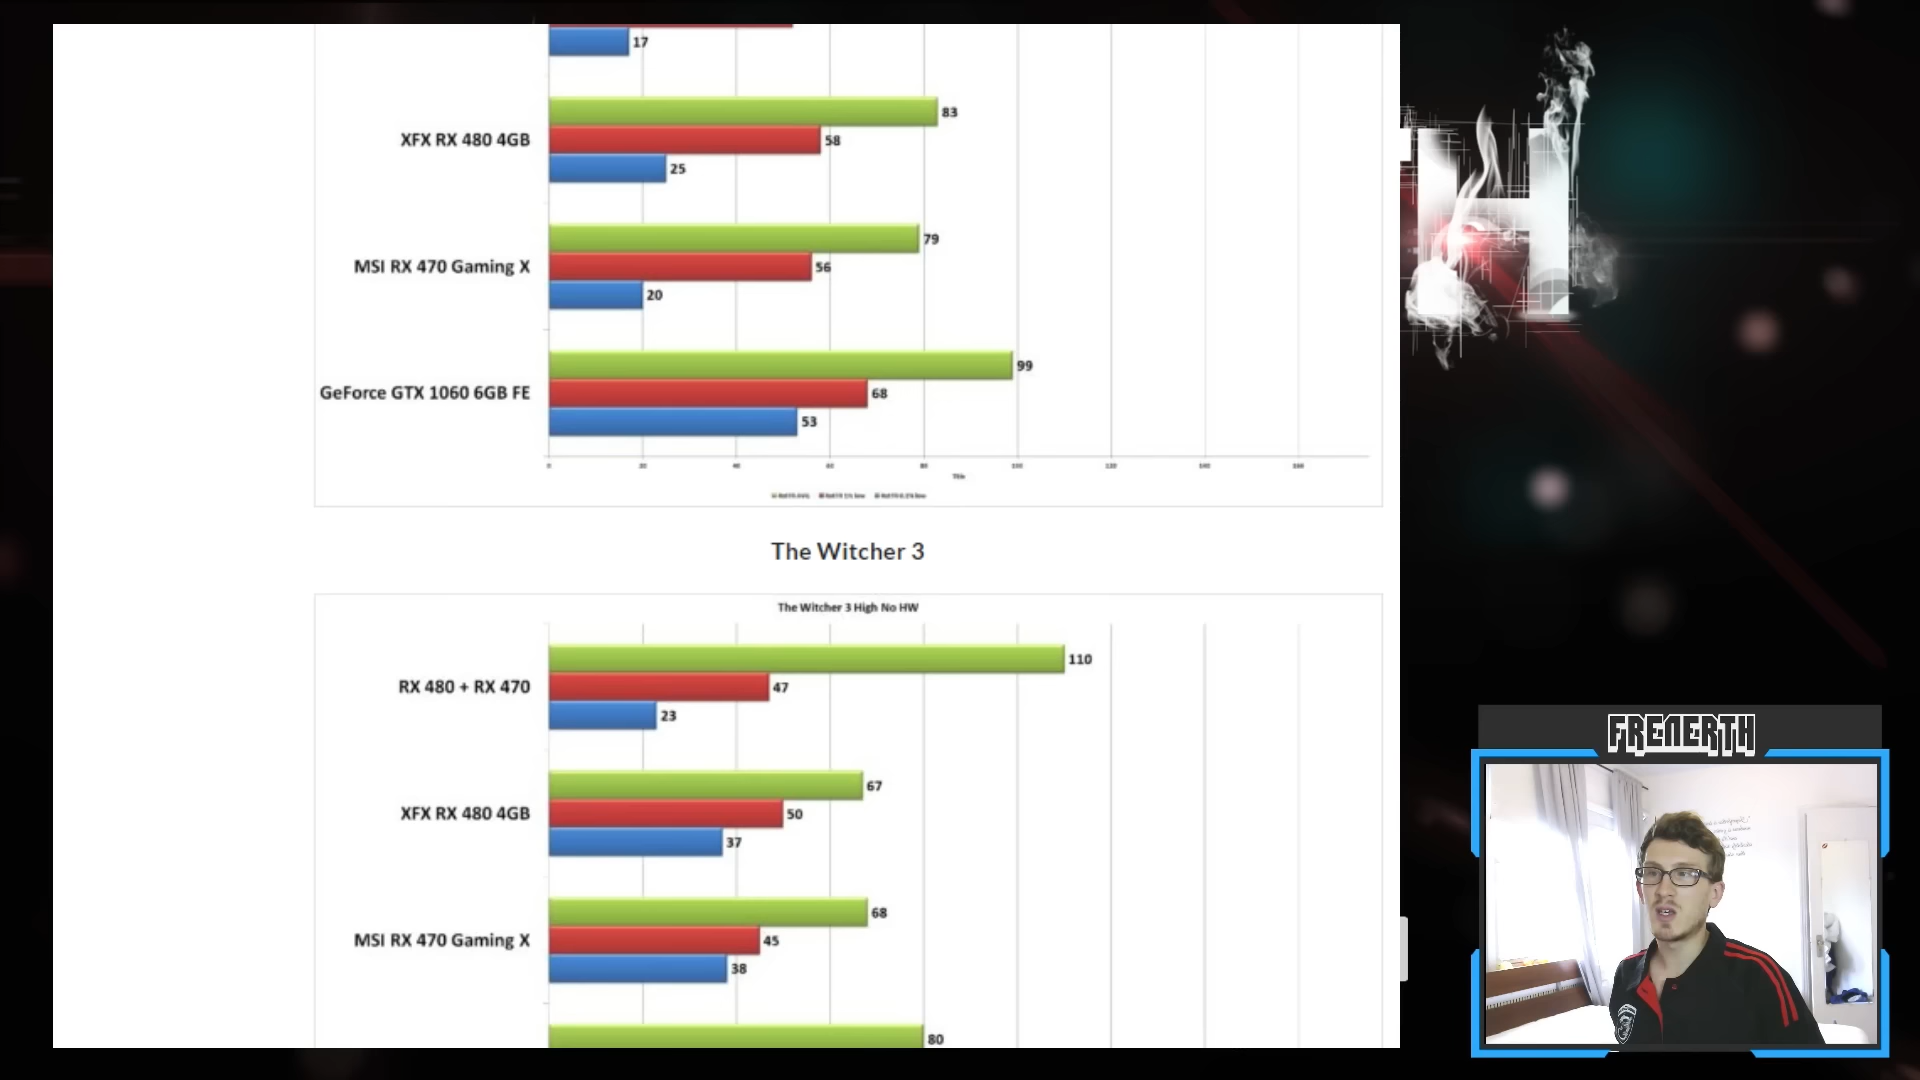 17
83
XFX RX 480 4GB
58
25
79
MSI RX 470 Gaming X
56
20
99
GeForce GTX 1060 6GB FE
68
53
0 20 40 60 80 100 120 140 160
Title
The Witcher 3
The Witcher 3 High No HW
110
RX 480 + RX 470
47
23
67
XFX RX 480 4GB
50
37
68
MSI RX 470 Gaming X
45
38
80
H
FRENERTH